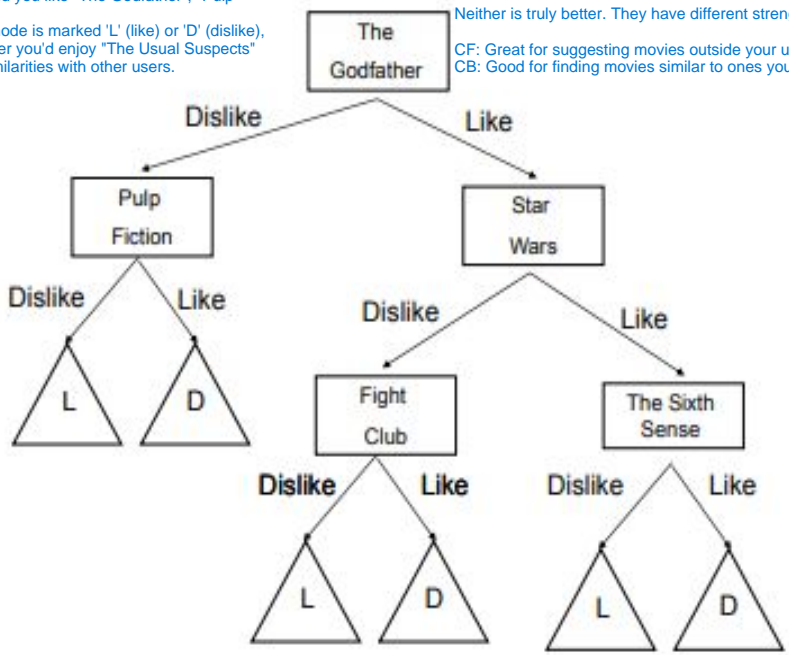 you like "The Godfather", "Pulp
ode is marked 'L' (like) or 'D' (dislike),
er you'd enjoy "The Usual Suspects"
ilarities with other users.
Neither is truly better. They have different stren
CF: Great for suggesting movies outside your u
CB: Good for finding movies similar to ones you
The
Godfather
Dislike
Like
Pulp
Fiction
Star
Wars
Dislike
Like
Dislike
Like
L
D
Fight
Club
The Sixth
Sense
Dislike
Like
Dislike
Like
L
D
L
D